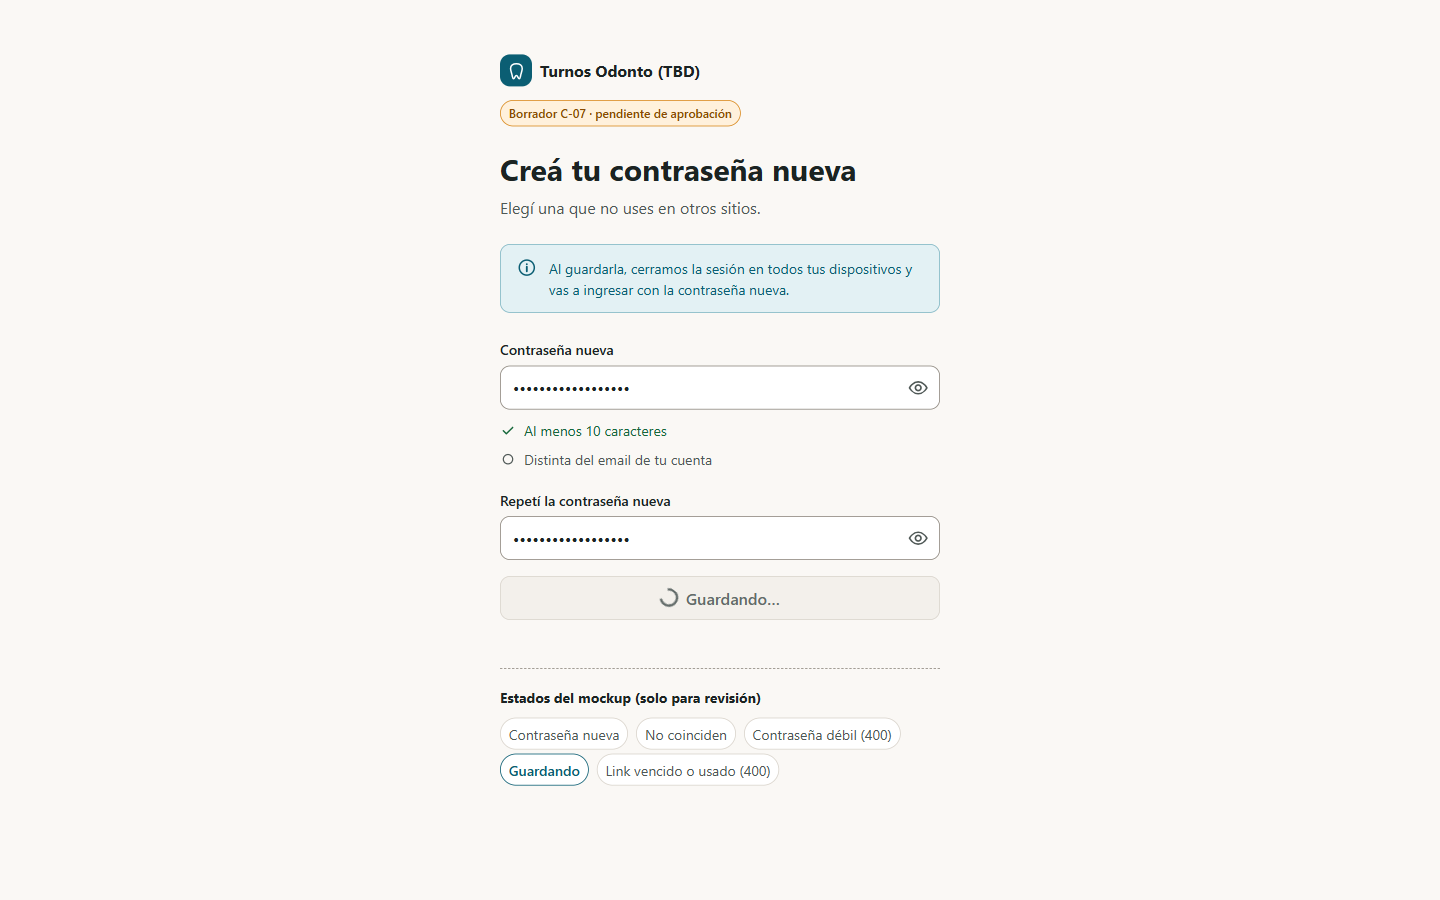 Turnos Odonto (TBD)
Borrador C-07 · pendiente de aprobación
Creá tu contraseña nueva
Elegí una que no uses en otros sitios.
Al guardarla, cerramos la sesión en todos tus dispositivos y
vas a ingresar con la contraseña nueva.
Contraseña nueva
••••••••••••••••••
Al menos 10 caracteres
Distinta del email de tu cuenta
Repetí la contraseña nueva
••••••••••••••••••
Guardando...
Estados del mockup (solo para revisión)
Contraseña nueva No coinciden Contraseña débil (400)
Guardando Link vencido o usado (400)